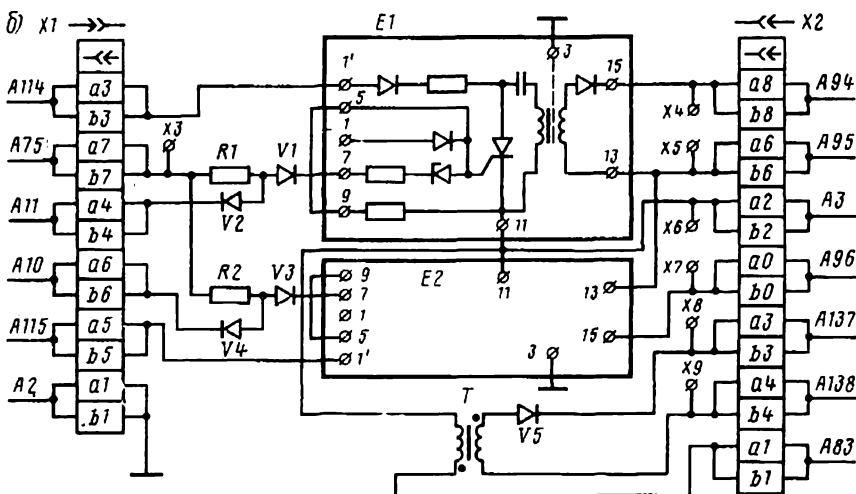 б) X1
E1
X2
A114
a3
b3
1'
3
15
a8
b8
A94
5
X4
A75
a7
b7
X3
R1
V1
1
7
X5
a6
b6
A95
13
A11
a4
b4
V2
9
11
a2
b2
A3
X6
A10
a6
b6
R2
V3
9
E2
11
X7
a0
b0
A96
7
13
V4
1
X8
A115
a5
b5
5
15
a3
b3
A137
1'
3
X9
A2
a1
b1
T
V5
a4
b4
A138
a1
b1
A83